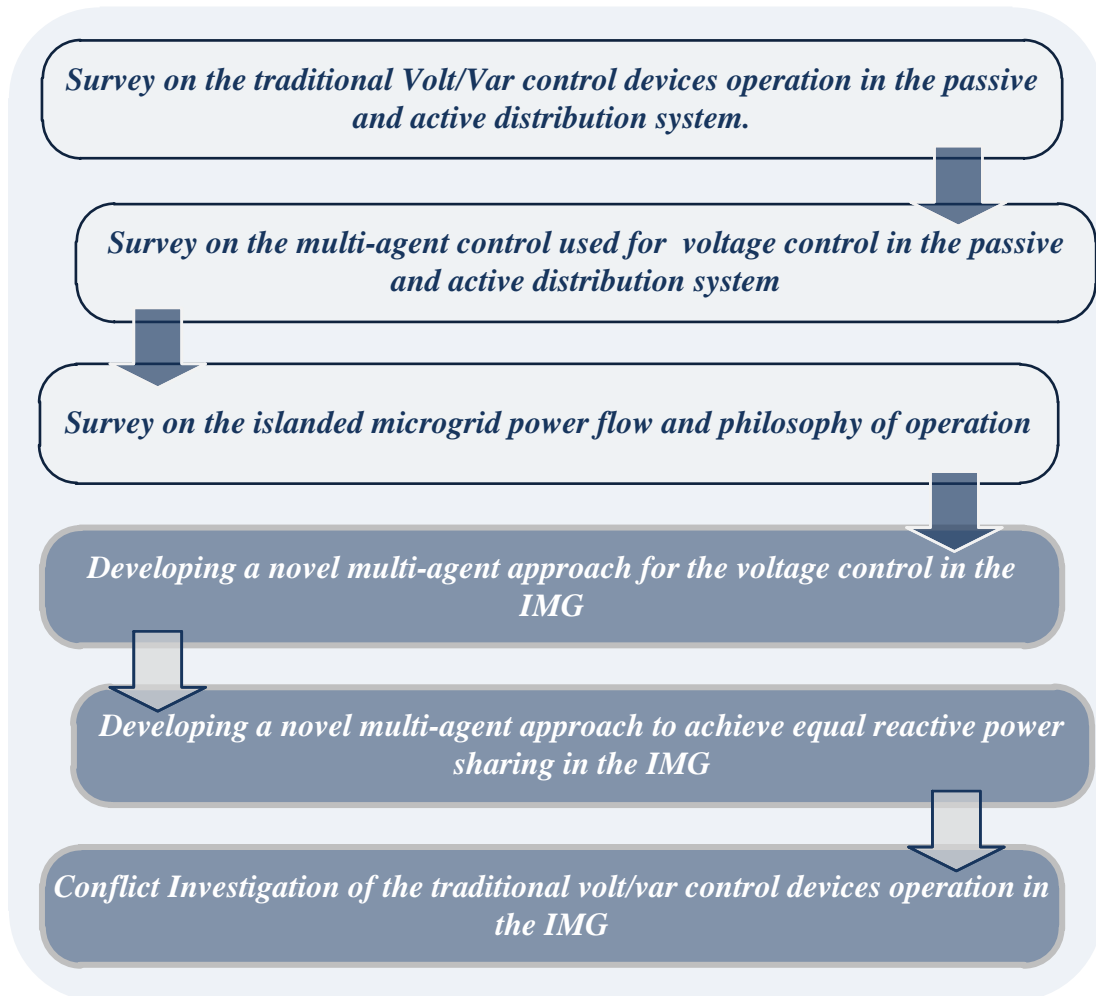 Survey on the traditional Volt/Var control devices operation in the passive
and active distribution system.
Survey on the multi-agent control used for  voltage control in the passive
and active distribution system
Survey on the islanded microgrid power flow and philosophy of operation
Developing a novel multi-agent approach for the voltage control in the
IMG
Developing a novel multi-agent approach to achieve equal reactive power
sharing in the IMG
Conflict Investigation of the traditional volt/var control devices operation in
the IMG